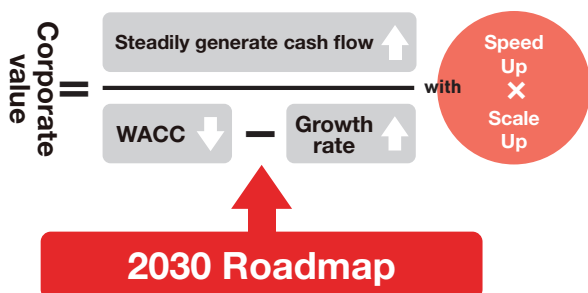 Corporate
value
=
Steadily generate cash flow
WACC
—
Growth
rate
with
Speed
Up
×
Scale
Up
2030 Roadmap